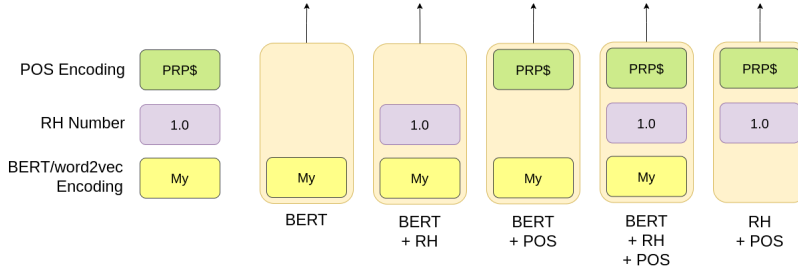 POS Encoding
PRP$
PRP$
PRP$
PRP$
RH Number
1.0
1.0
1.0
1.0
BERT/word2vec
Encoding
My
My
My
My
My
BERT
BERT
+ RH
BERT
+ POS
BERT
+ RH
+ POS
RH
+ POS